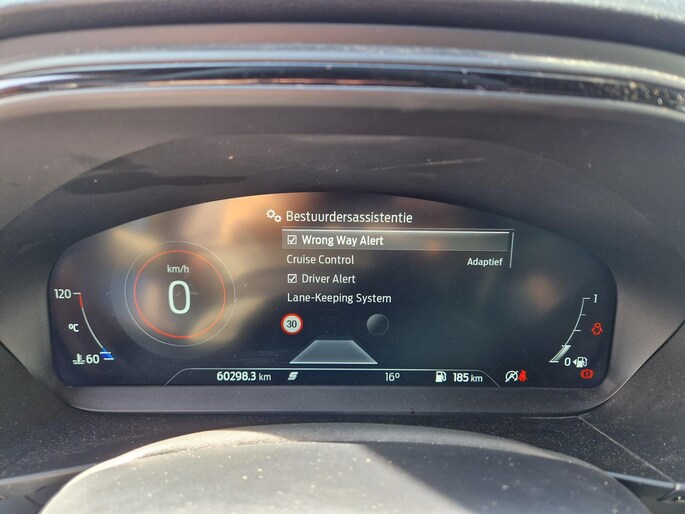 Bestuurdersassistentie
Wrong Way Alert
Cruise Control Adaptief
Driver Alert
Lane-Keeping System
km/h
0
120
°C
60
30
1
0
60298.3 km
16°
185 km